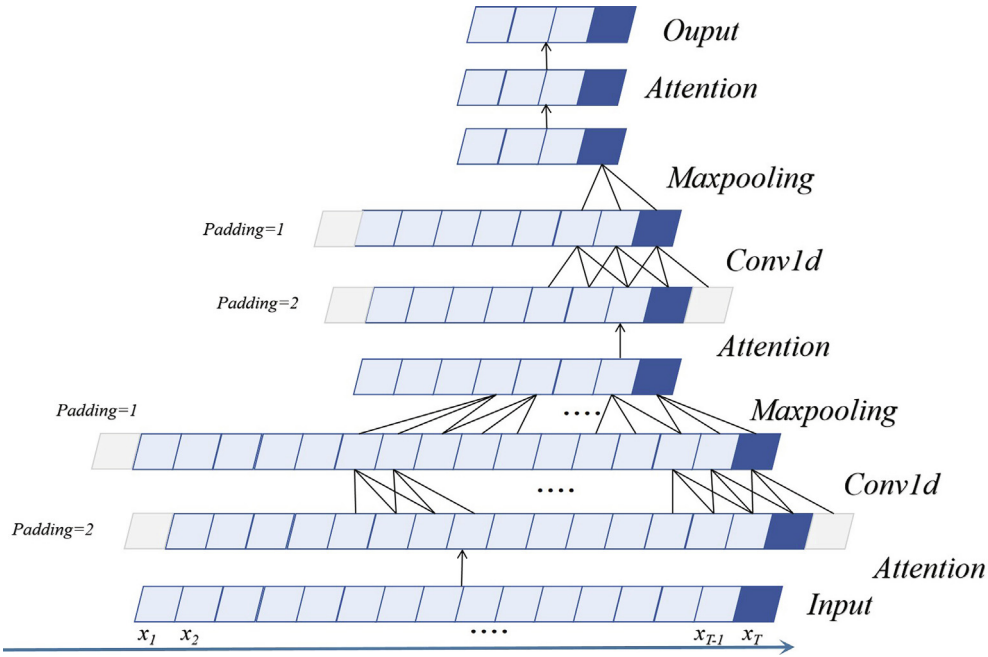 Ouput
Attention
Maxpooling
Padding=1
Conv1d
Padding=2
Attention
Padding=1
Maxpooling
....
Conv1d
....
Padding=2
Attention
Input
x1 x2 .... xT-1 xT